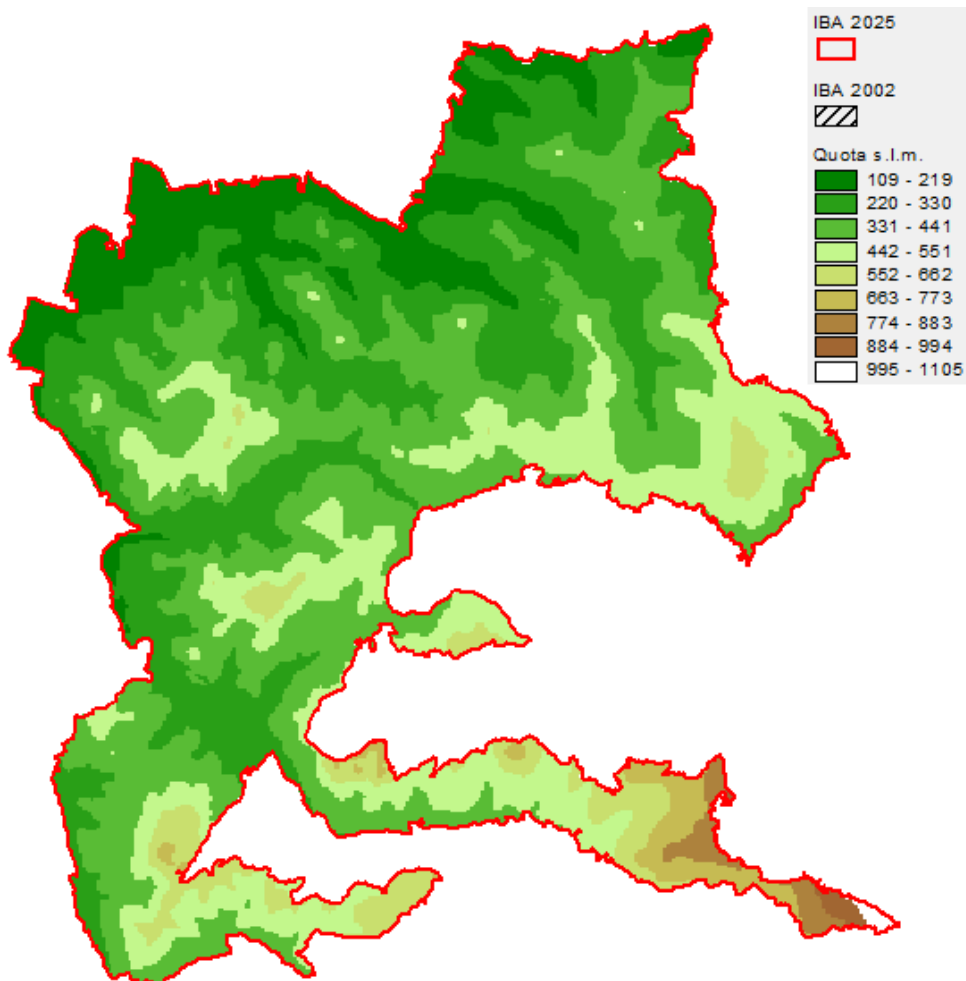 IBA 2025
IBA 2002
Quota s.l.m.
109 - 219
220 - 330
331 - 441
442 - 551
552 - 662
663 - 773
774 - 883
884 - 994
995 - 1105